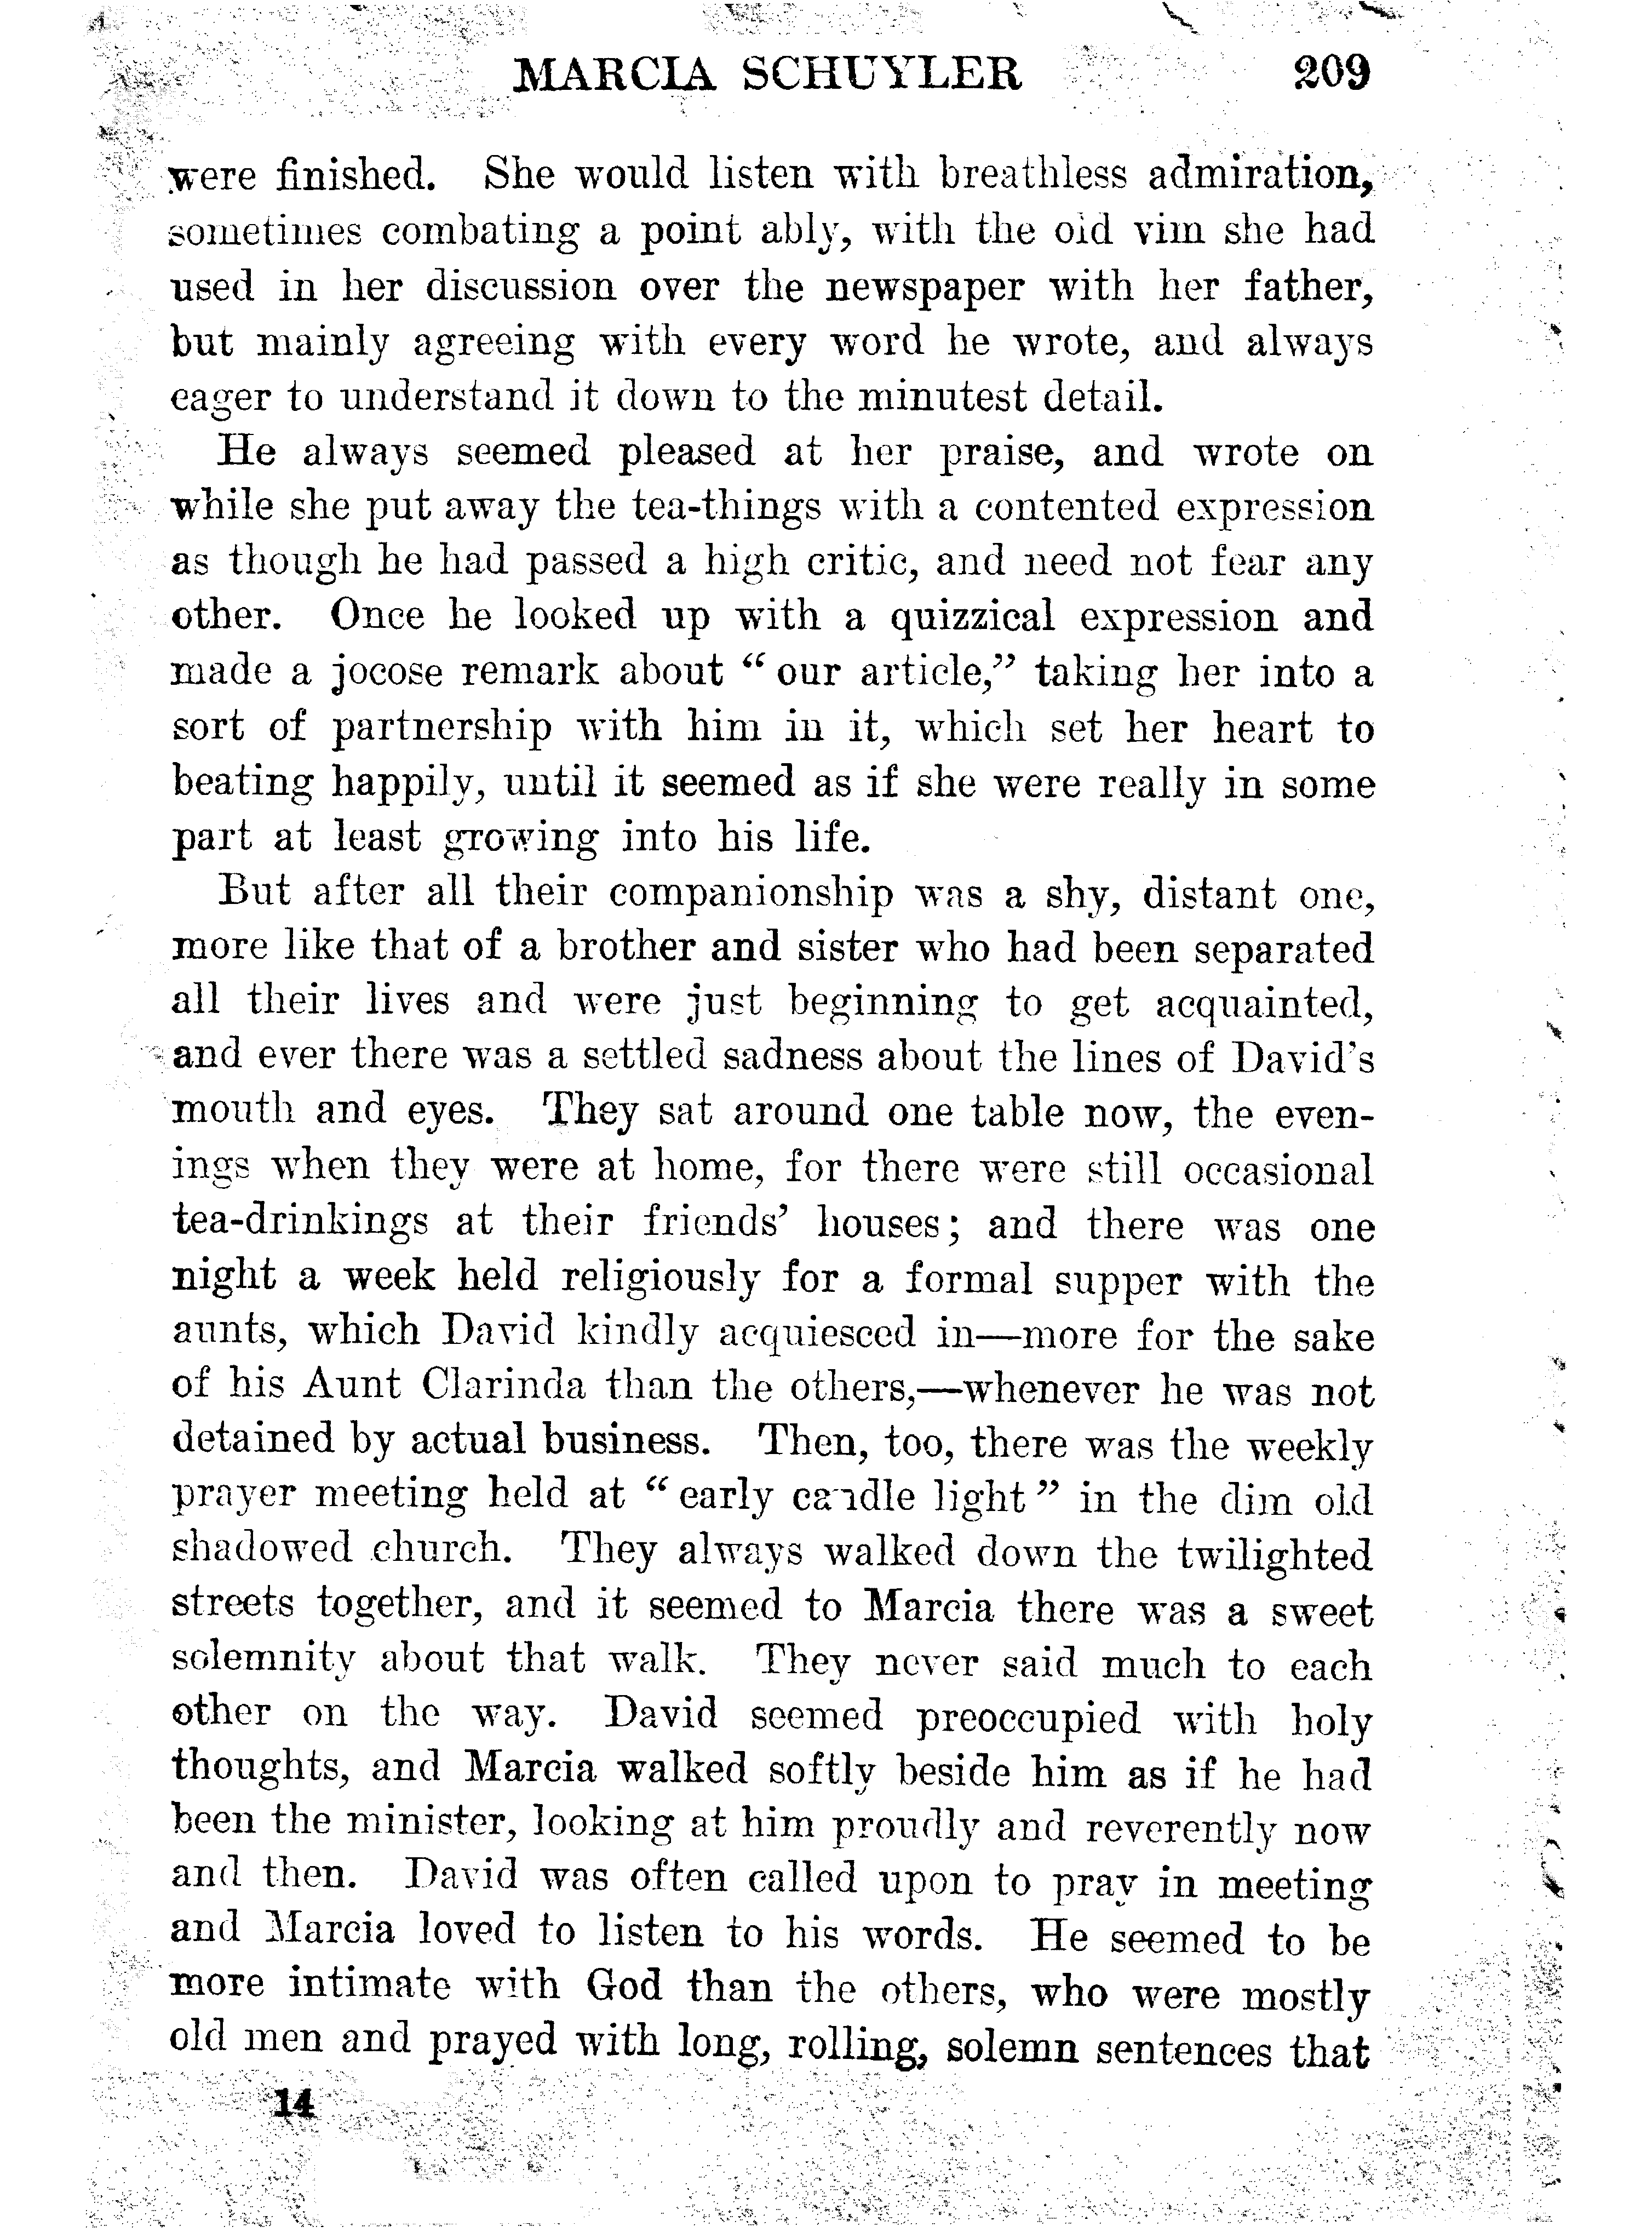 MARCIA SCHUYLER 209
were finished. She would listen with breathless admiration,
sometimes combating a point ably, with the old vim she had
used in her discussion over the newspaper with her father,
but mainly agreeing with every word he wrote, and always
eager to understand it down to the minutest detail.
He always seemed pleased at her praise, and wrote on
while she put away the tea-things with a contented expression
as though he had passed a high critic, and need not fear any
other. Once he looked up with a quizzical expression and
made a jocose remark about “our article,” taking her into a
sort of partnership with him in it, which set her heart to
beating happily, until it seemed as if she were really in some
part at least growing into his life.
But after all their companionship was a shy, distant one,
more like that of a brother and sister who had been separated
all their lives and were just beginning to get acquainted,
and ever there was a settled sadness about the lines of David’s
mouth and eyes. They sat around one table now, the even-
ings when they were at home, for there were still occasional
tea-drinkings at their friends’ houses; and there was one
night a week held religiously for a formal supper with the
aunts, which David kindly acquiesced in—more for the sake
of his Aunt Clarinda than the others,—whenever he was not
detained by actual business. Then, too, there was the weekly
prayer meeting held at “early candle light” in the dim old
shadowed church. They always walked down the twilighted
streets together, and it seemed to Marcia there was a sweet
solemnity about that walk. They never said much to each
other on the way. David seemed preoccupied with holy
thoughts, and Marcia walked softly beside him as if he had
been the minister, looking at him proudly and reverently now
and then. David was often called upon to pray in meeting
and Marcia loved to listen to his words. He seemed to be
more intimate with God than the others, who were mostly
old men and prayed with long, rolling, solemn sentences that
14